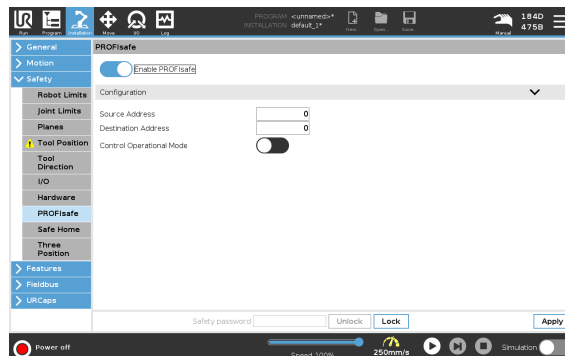 PROGRAM <unnamed>*
INSTALLATION default_1*
Run Program Installation Move I/O Log New... Open... Save... Manual
184D
475B
General
Motion
Safety
Robot Limits
Joint Limits
Planes
Tool Position
Tool
Direction
I/O
Hardware
PROFIsafe
Safe Home
Three
Position
Features
Fieldbus
URCaps
PROFIsafe
Enable PROFIsafe
Configuration
Source Address 0
Destination Address 0
Control Operational Mode
Safety password Unlock Lock Apply
Power off
Speed 100%
250mm/s
Simulation